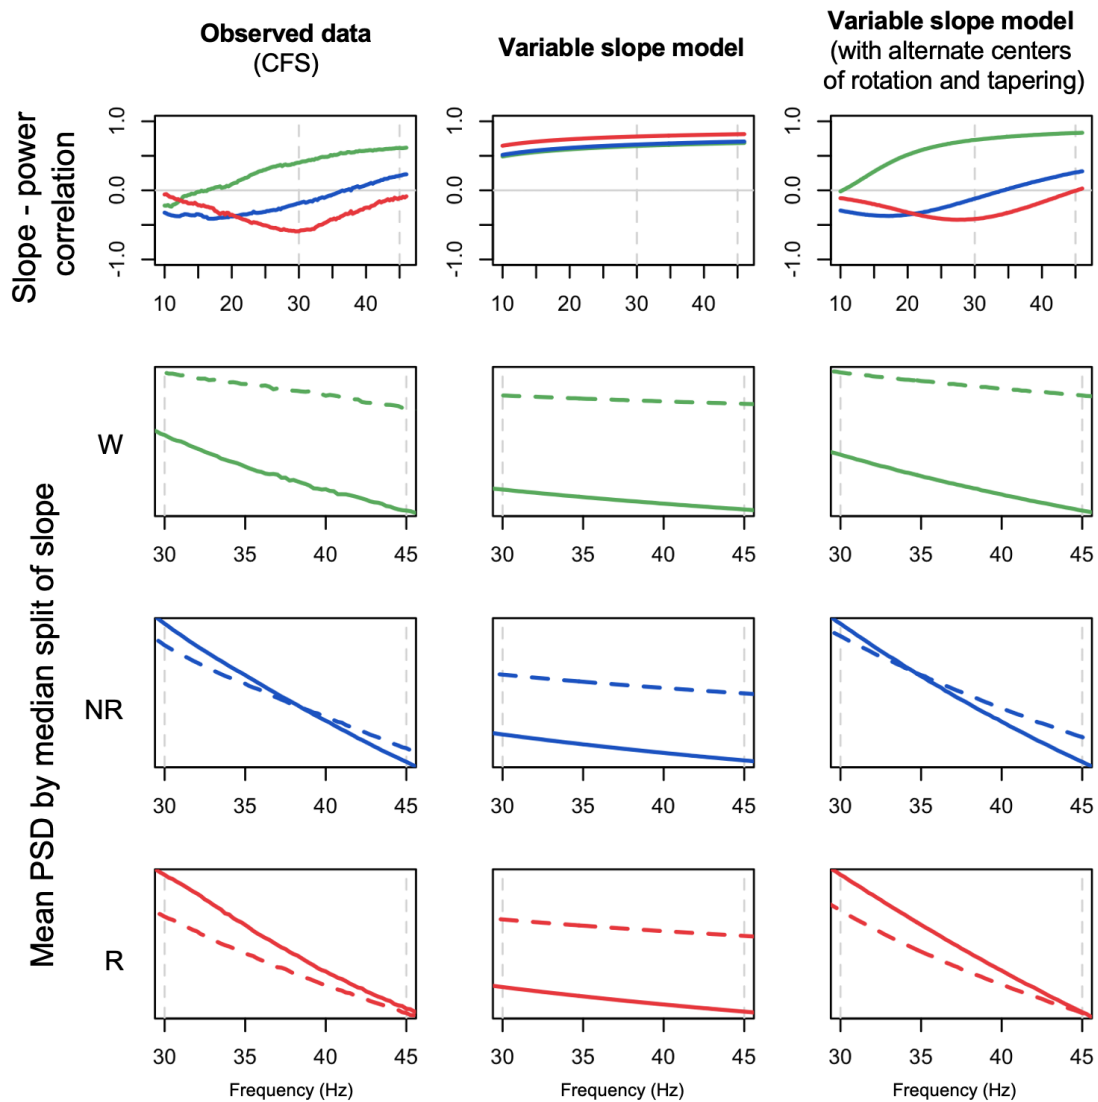 Observed data
(CFS)
Variable slope model
Variable slope model
(with alternate centers
of rotation and tapering)
Slope - power
correlation
1.0
0.0
-1.0
10 20 30 40
1.0
0.0
-1.0
10 20 30 40
1.0
0.0
-1.0
10 20 30 40
Mean PSD by median split of slope
W
30 35 40 45
30 35 40 45
30 35 40 45
NR
30 35 40 45
30 35 40 45
30 35 40 45
R
30 35 40 45
30 35 40 45
30 35 40 45
Frequency (Hz)
Frequency (Hz)
Frequency (Hz)